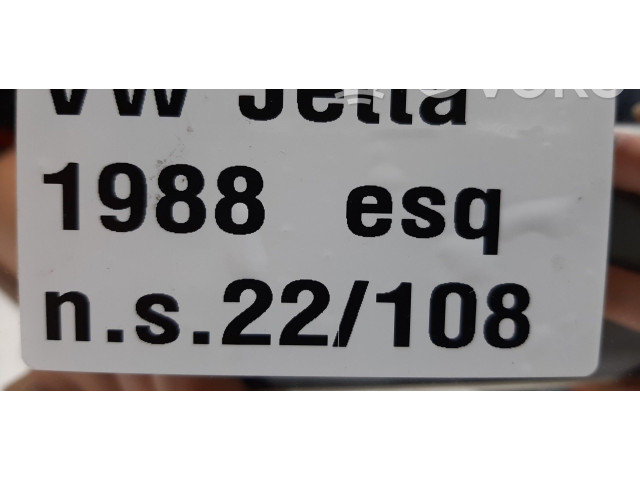 VW Jetta
1988 esq
n.s.22/108